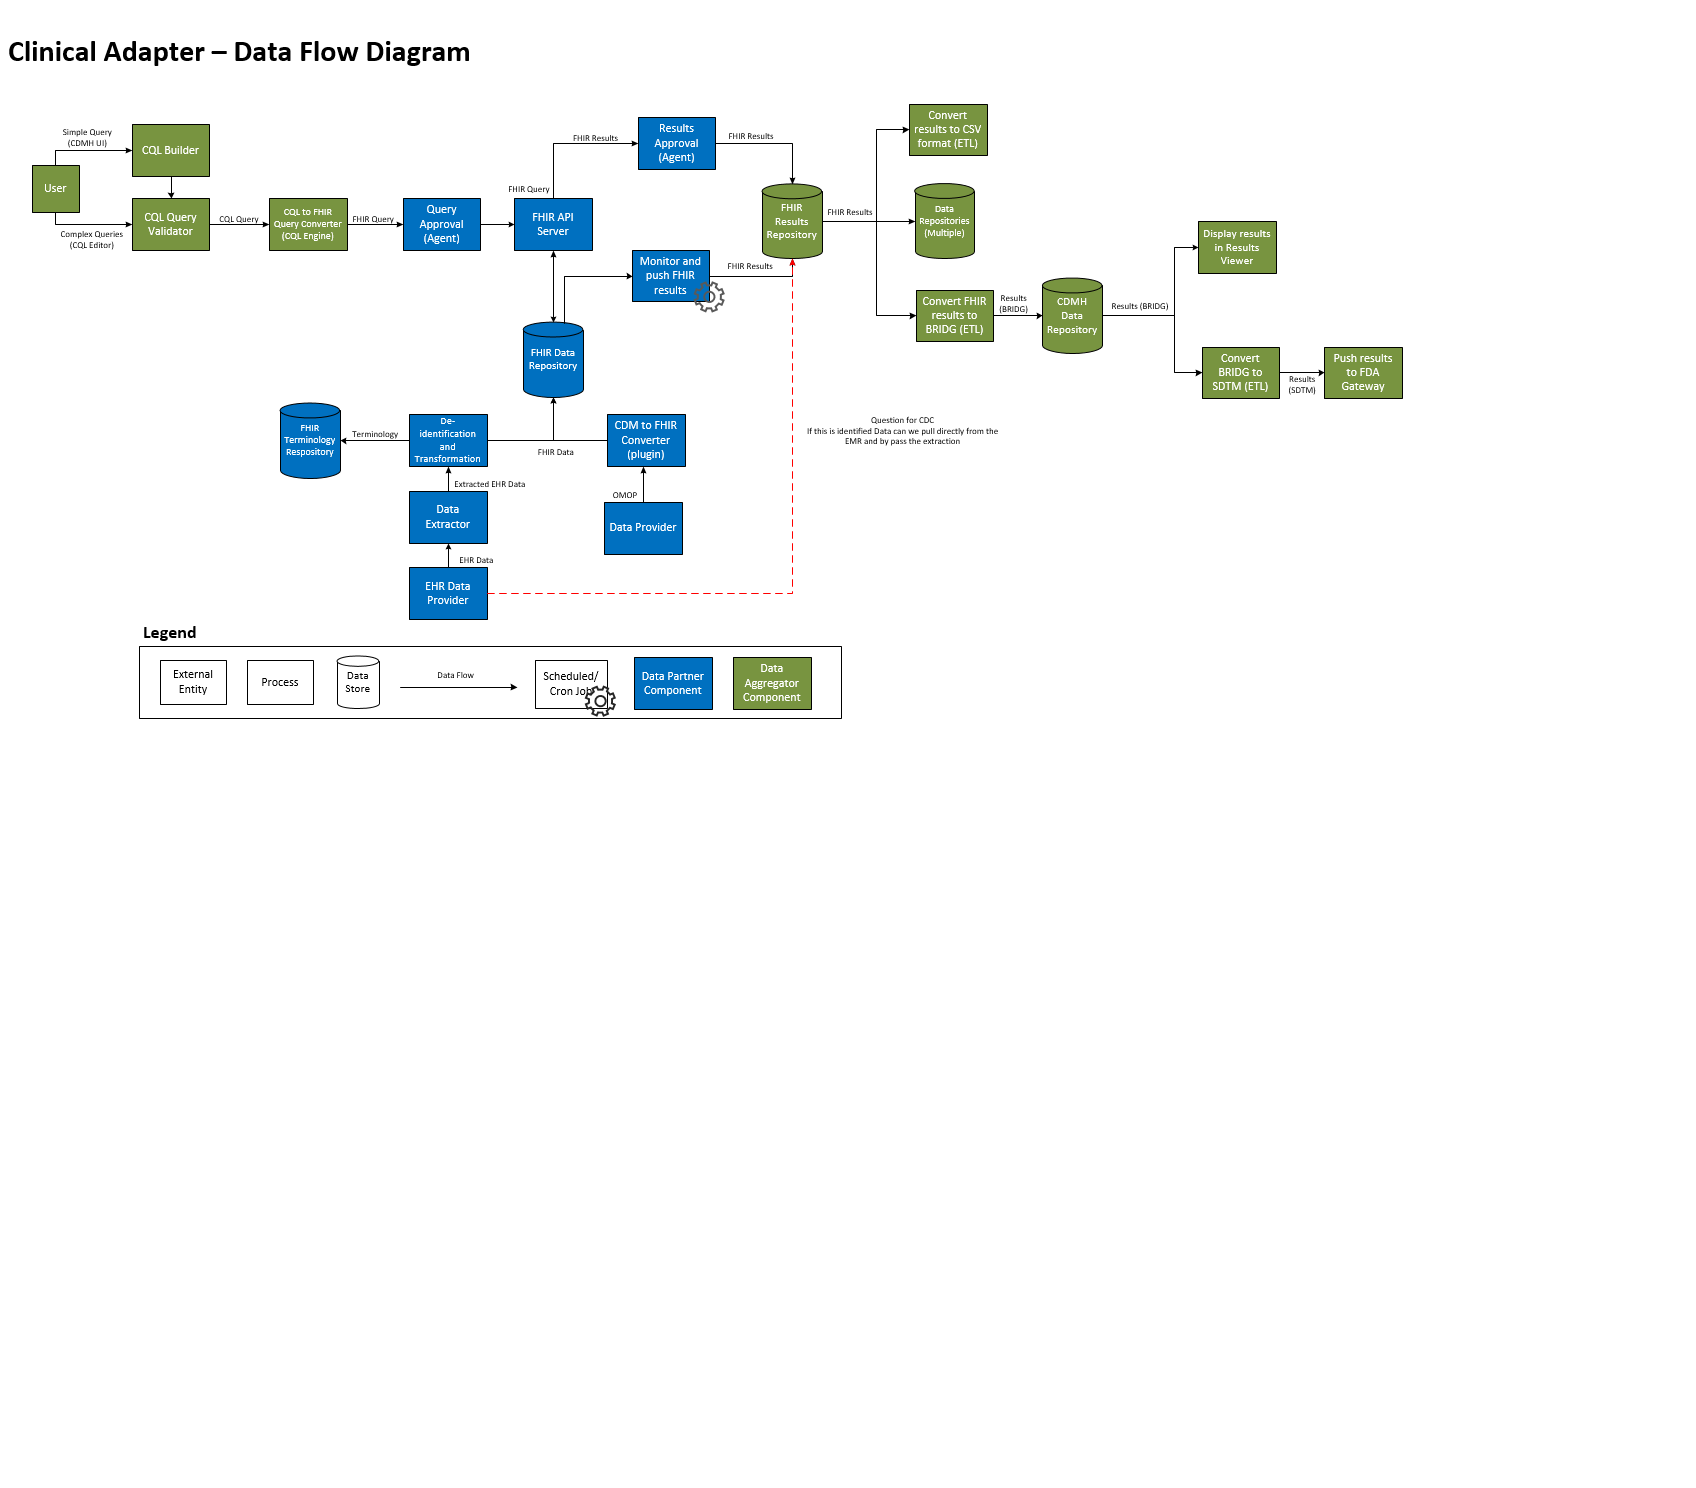 Clinical Adapter – Data Flow Diagram
Simple Query
(CDMH UI)
CQL Builder
User
CQL Query
Validator
Complex Queries
(CQL Editor)
CQL Query
CQL to FHIR
Query Converter
(CQL Engine)
FHIR Query
Query
Approval
(Agent)
FHIR Query
FHIR API
Server
FHIR Results
Results
Approval
(Agent)
FHIR Results
Monitor and
push FHIR
results
FHIR Results
FHIR
Results
Repository
FHIR Results
Convert
results to CSV
format (ETL)
Data
Repositories
(Multiple)
Convert FHIR
results to
BRIDG (ETL)
Results
(BRIDG)
CDMH
Data
Repository
Results (BRIDG)
Display results
in Results
Viewer
Convert
BRIDG to
SDTM (ETL)
Results
(SDTM)
Push results
to FDA
Gateway
FHIR Data
Repository
FHIR
Terminology
Respository
Terminology
De-
identification
and
Transformation
FHIR Data
CDM to FHIR
Converter
(plugin)
Extracted EHR Data
OMOP
Data
Extractor
Data Provider
EHR Data
EHR Data
Provider
Question for CDC
If this is identified Data can we pull directly from the
EMR and by pass the extraction
Legend
External
Entity
Process
Data
Store
Data Flow
Scheduled/
Cron Job
Data Partner
Component
Data
Aggregator
Component